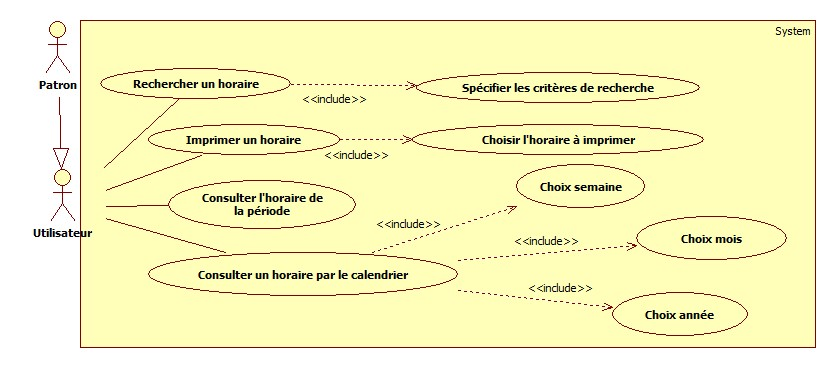 System
Patron
Rechercher un horaire
<<include>>
Spécifier les critères de recherche
Imprimer un horaire
<<include>>
Choisir l'horaire à imprimer
Utilisateur
Consulter l'horaire de
la période
Choix semaine
<<include>>
Consulter un horaire par le calendrier
<<include>>
Choix mois
<<include>>
Choix année